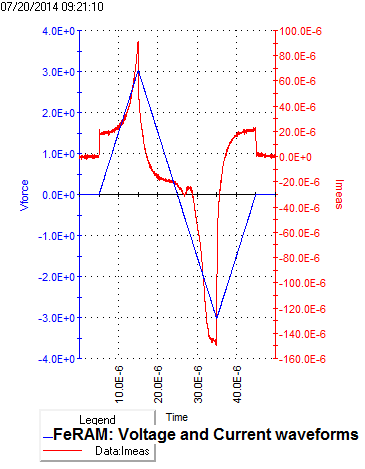 07/20/2014 09:21:10
4.0E+0
3.0E+0
2.0E+0
1.0E+0
0.0E+0
-1.0E+0
-2.0E+0
-3.0E+0
-4.0E+0
Vforce
100.0E-6
80.0E-6
60.0E-6
40.0E-6
20.0E-6
0.0E+0
-20.0E-6
-40.0E-6
-60.0E-6
-80.0E-6
-100.0E-6
-120.0E-6
-140.0E-6
-160.0E-6
Imeas
10.0E-6
20.0E-6
30.0E-6
40.0E-6
Time
Legend
FeRAM: Voltage and Current waveforms
Data:Imeas